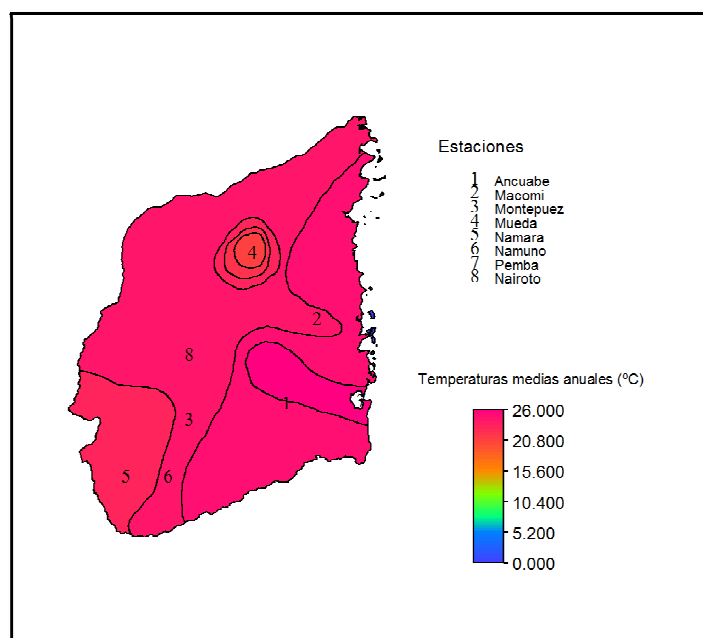 Estaciones
1 Ancuabe
2 Macomi
3 Montepuez
4 Mueda
5 Namara
6 Namuno
7 Pemba
8 Nairoto
4
2
8
1
3
5
6
Temperaturas medias anuales (ºC)
26.000
20.800
15.600
10.400
5.200
0.000